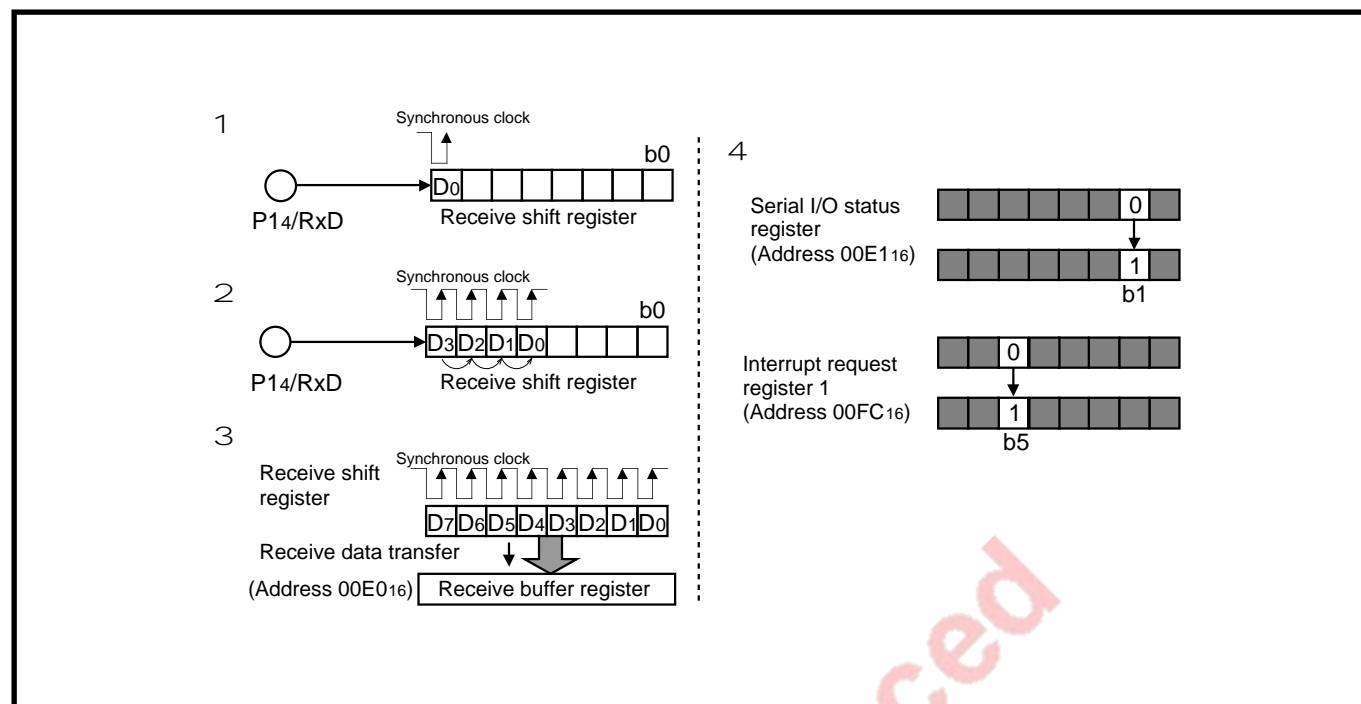 1
Synchronous clock
b0
D0
P14/RxD
Receive shift register
2
Synchronous clock
b0
D3 D2 D1 D0
P14/RxD
Receive shift register
3
Synchronous clock
Receive shift
register
D7 D6 D5 D4 D3 D2 D1 D0
Receive data transfer
(Address 00E016)
Receive buffer register
4
Serial I/O status
register
(Address 00E116)
0
1
b1
Interrupt request
register 1
(Address 00FC16)
0
1
b5
ced